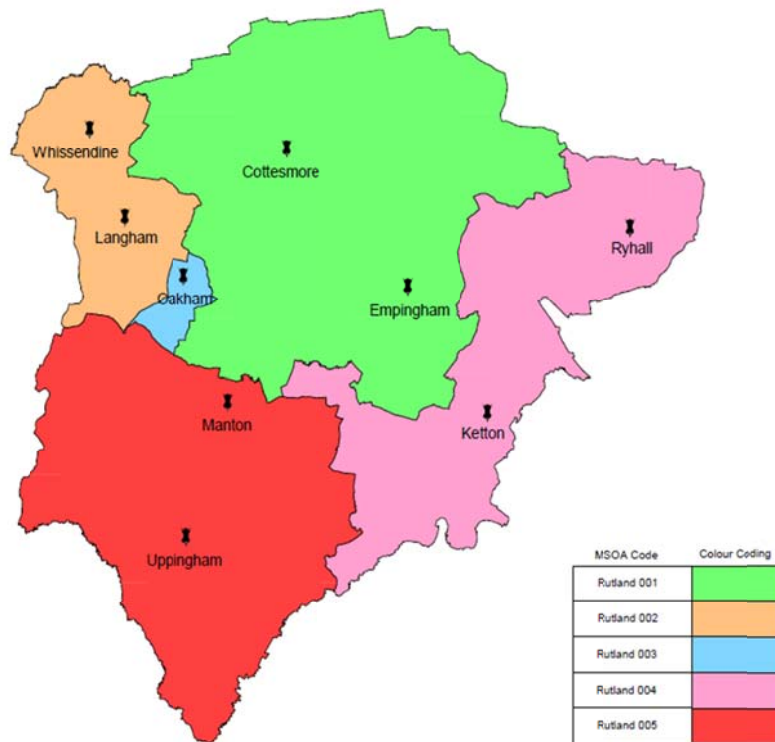 Whissendine
Cottesmore
Langham
Ryhall
Oakham
Empingham
Manton
Ketton
Uppingham
MSOA Code Colour Coding
Rutland 001
Rutland 002
Rutland 003
Rutland 004
Rutland 005